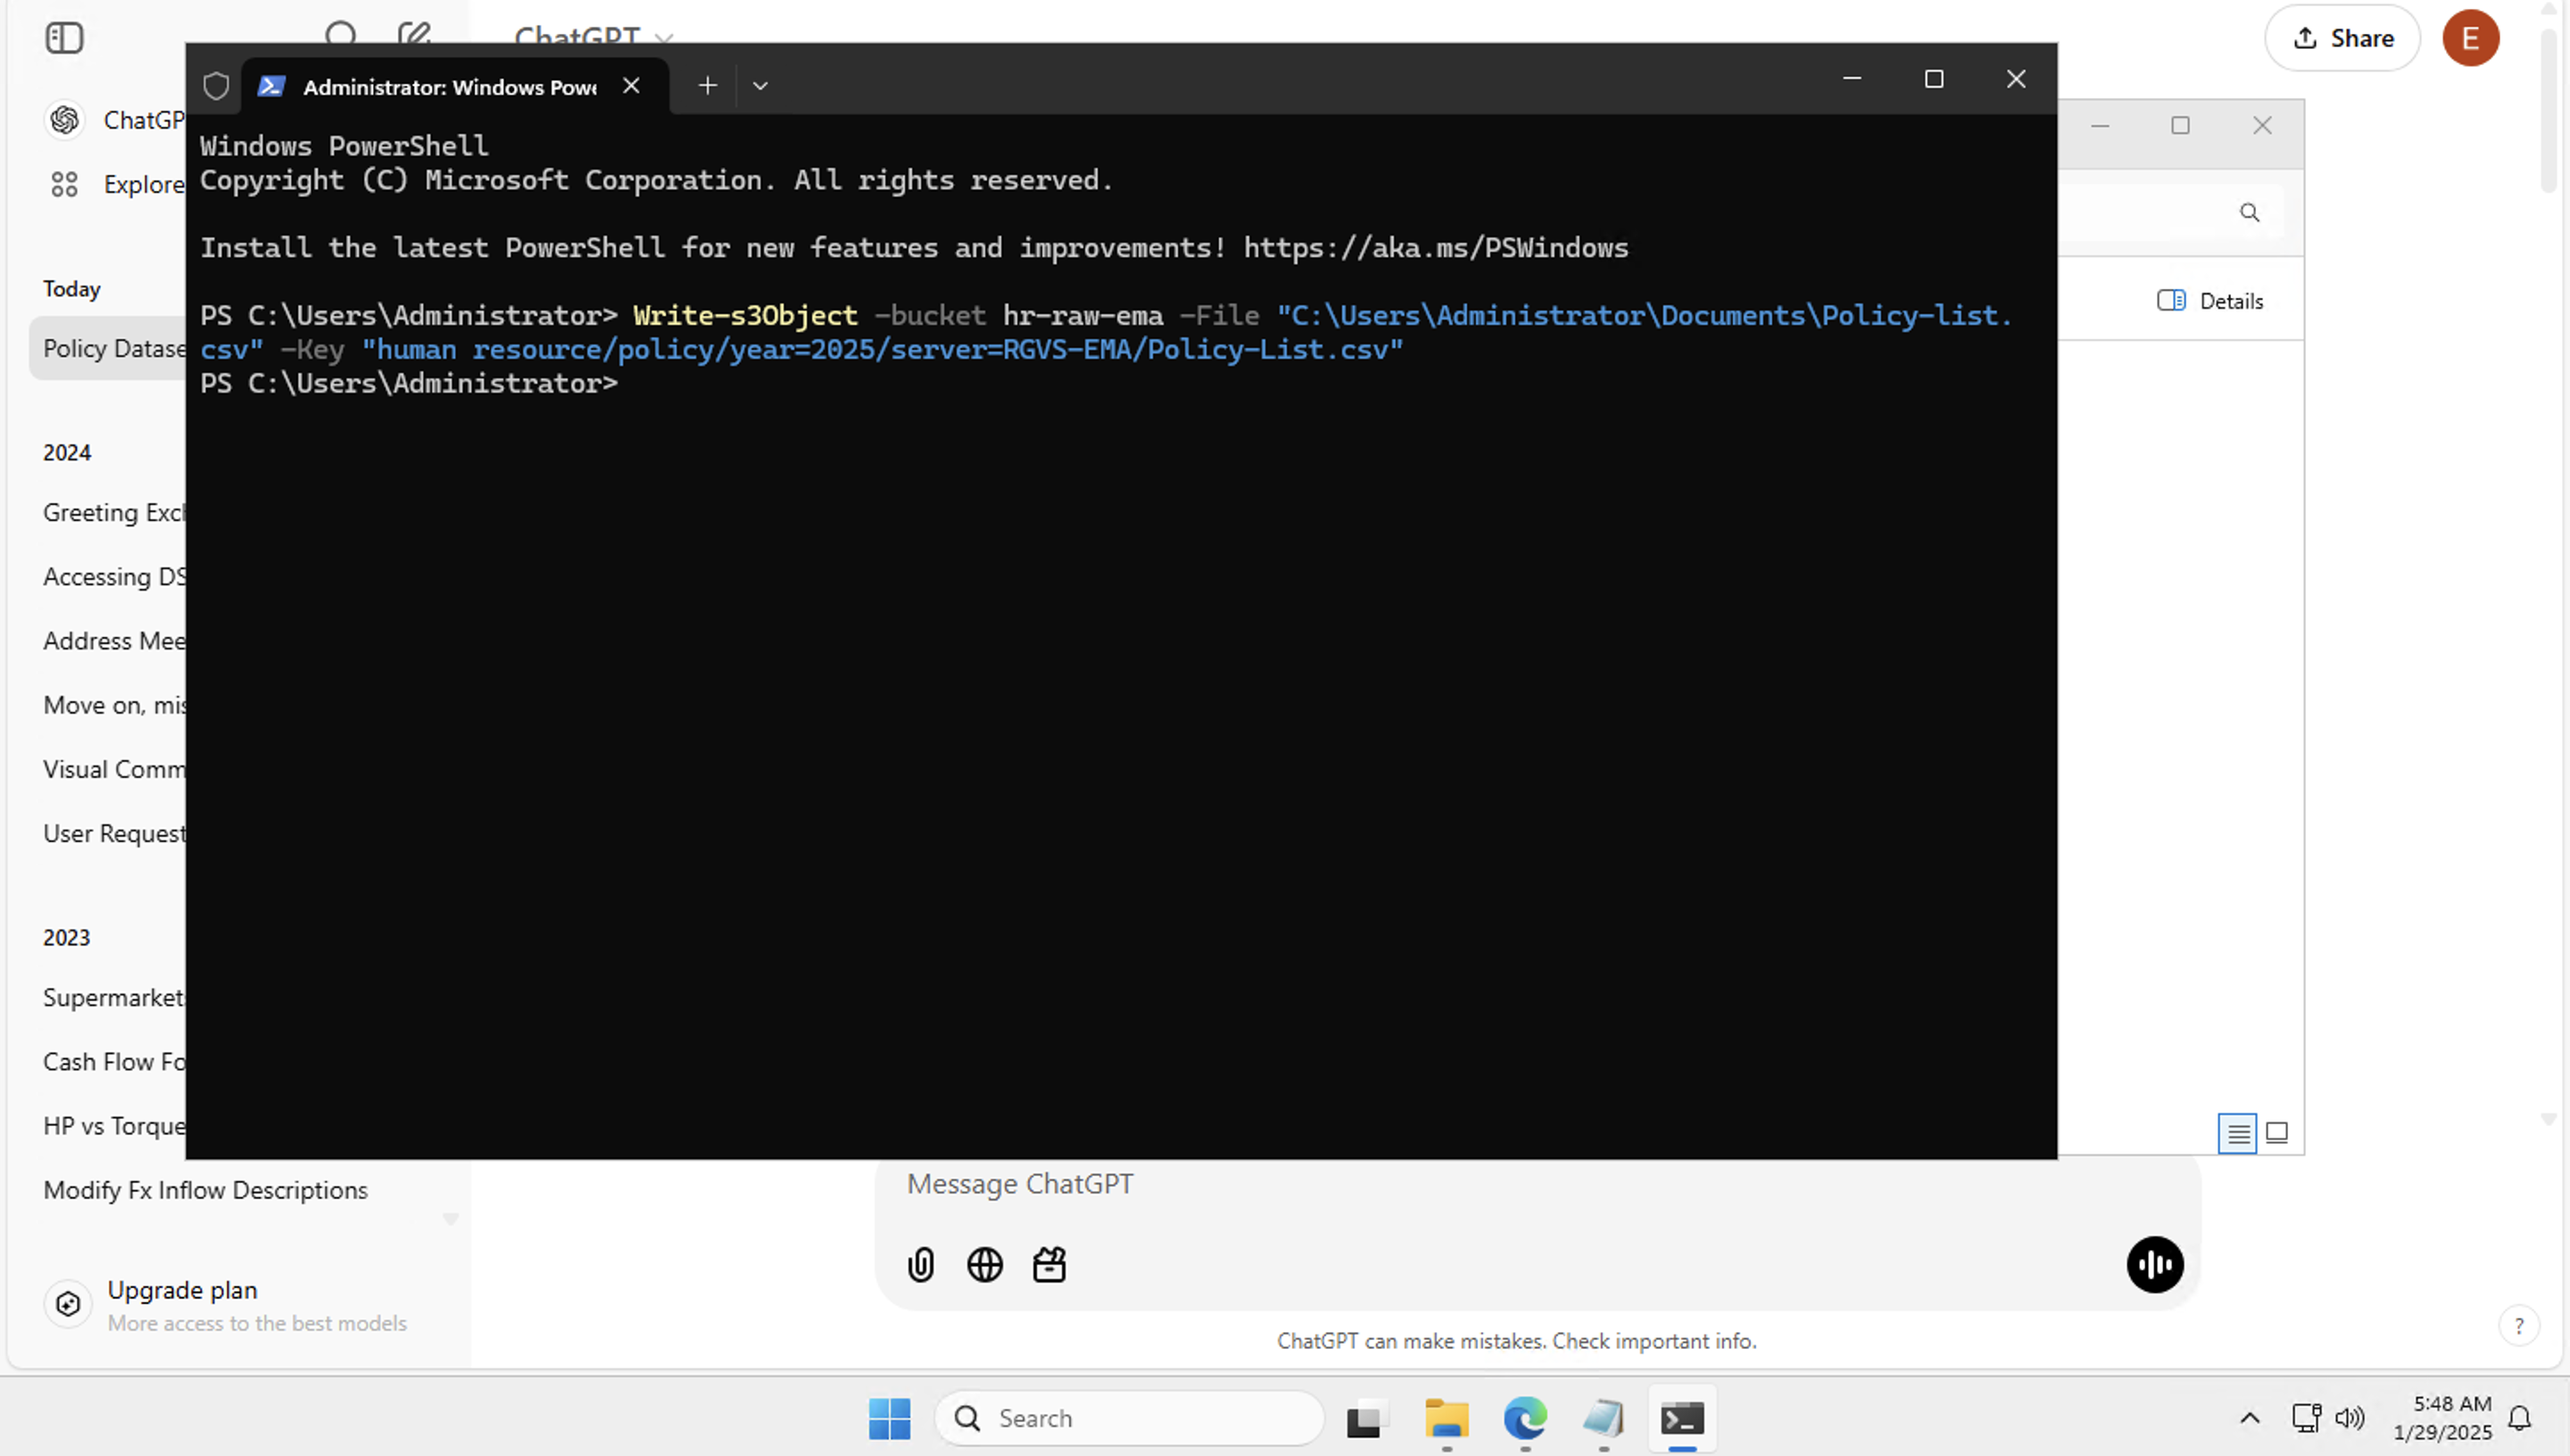 ChatGPT
Share
E
Administrator: Windows Powe
ChatGP
Explore
Windows PowerShell
Copyright (C) Microsoft Corporation. All rights reserved.
Install the latest PowerShell for new features and improvements! https://aka.ms/PSWindows
PS C:\Users\Administrator> Write-s3Object -bucket hr-raw-ema -File "C:\Users\Administrator\Documents\Policy-list.
csv" -Key "human resource/policy/year=2025/server=RGVS-EMA/Policy-List.csv"
PS C:\Users\Administrator>
Details
Today
Policy Datase
2024
Greeting Exch
Accessing DS
Address Mee
Move on, mis
Visual Comm
User Request
2023
Supermarkets
Cash Flow Fo
HP vs Torque
Modify Fx Inflow Descriptions
Upgrade plan
More access to the best models
Message ChatGPT
ChatGPT can make mistakes. Check important info.
?
Search
5:48 AM
1/29/2025